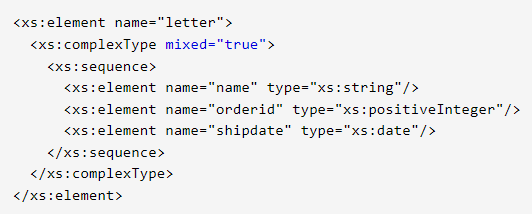 <xs:element name="letter">
  <xs:complexType mixed="true">
    <xs:sequence>
      <xs:element name="name" type="xs:string"/>
      <xs:element name="orderid" type="xs:positiveInteger"/>
      <xs:element name="shipdate" type="xs:date"/>
    </xs:sequence>
  </xs:complexType>
</xs:element>